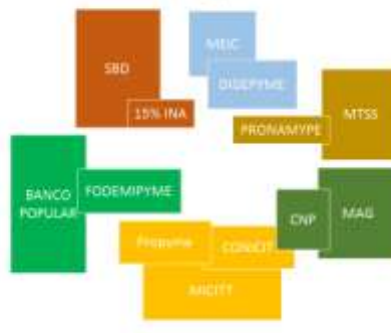 MEIC
SBD
DIGEPYME
15% INA
MTSS
PRONAMYPE
FODEMIPYME
BANCO
POPULAR
CNP
MAG
Propyme
CONICIT
MICITT